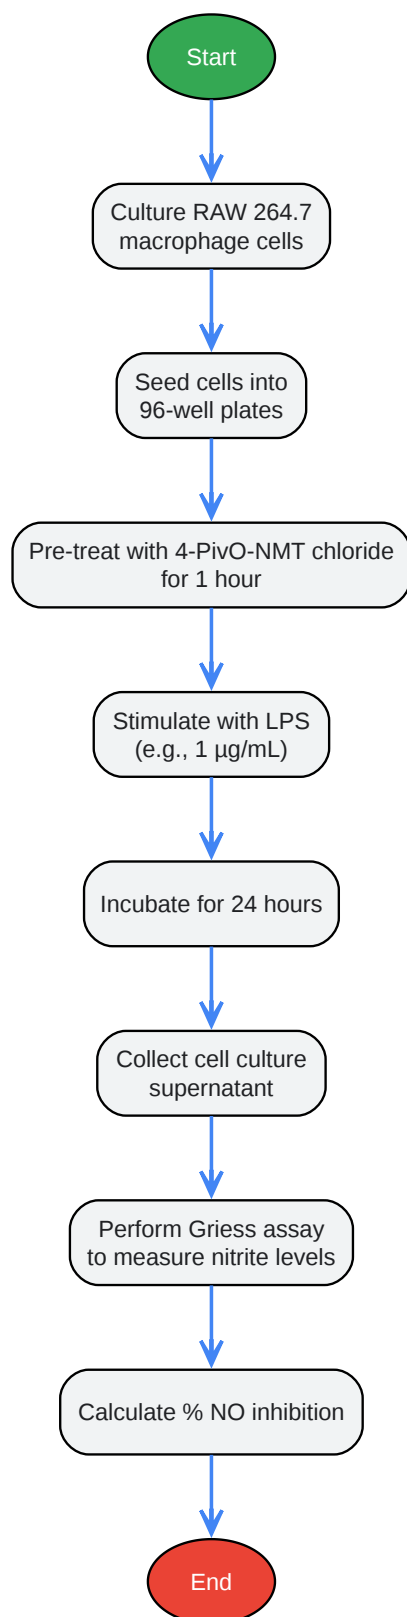 Start
Culture RAW 264.7
macrophage cells
Seed cells into
96-well plates
Pre-treat with 4-PivO-NMT chloride
for 1 hour
Stimulate with LPS
(e.g., 1 µg/mL)
Incubate for 24 hours
Collect cell culture
supernatant
Perform Griess assay
to measure nitrite levels
Calculate % NO inhibition
End